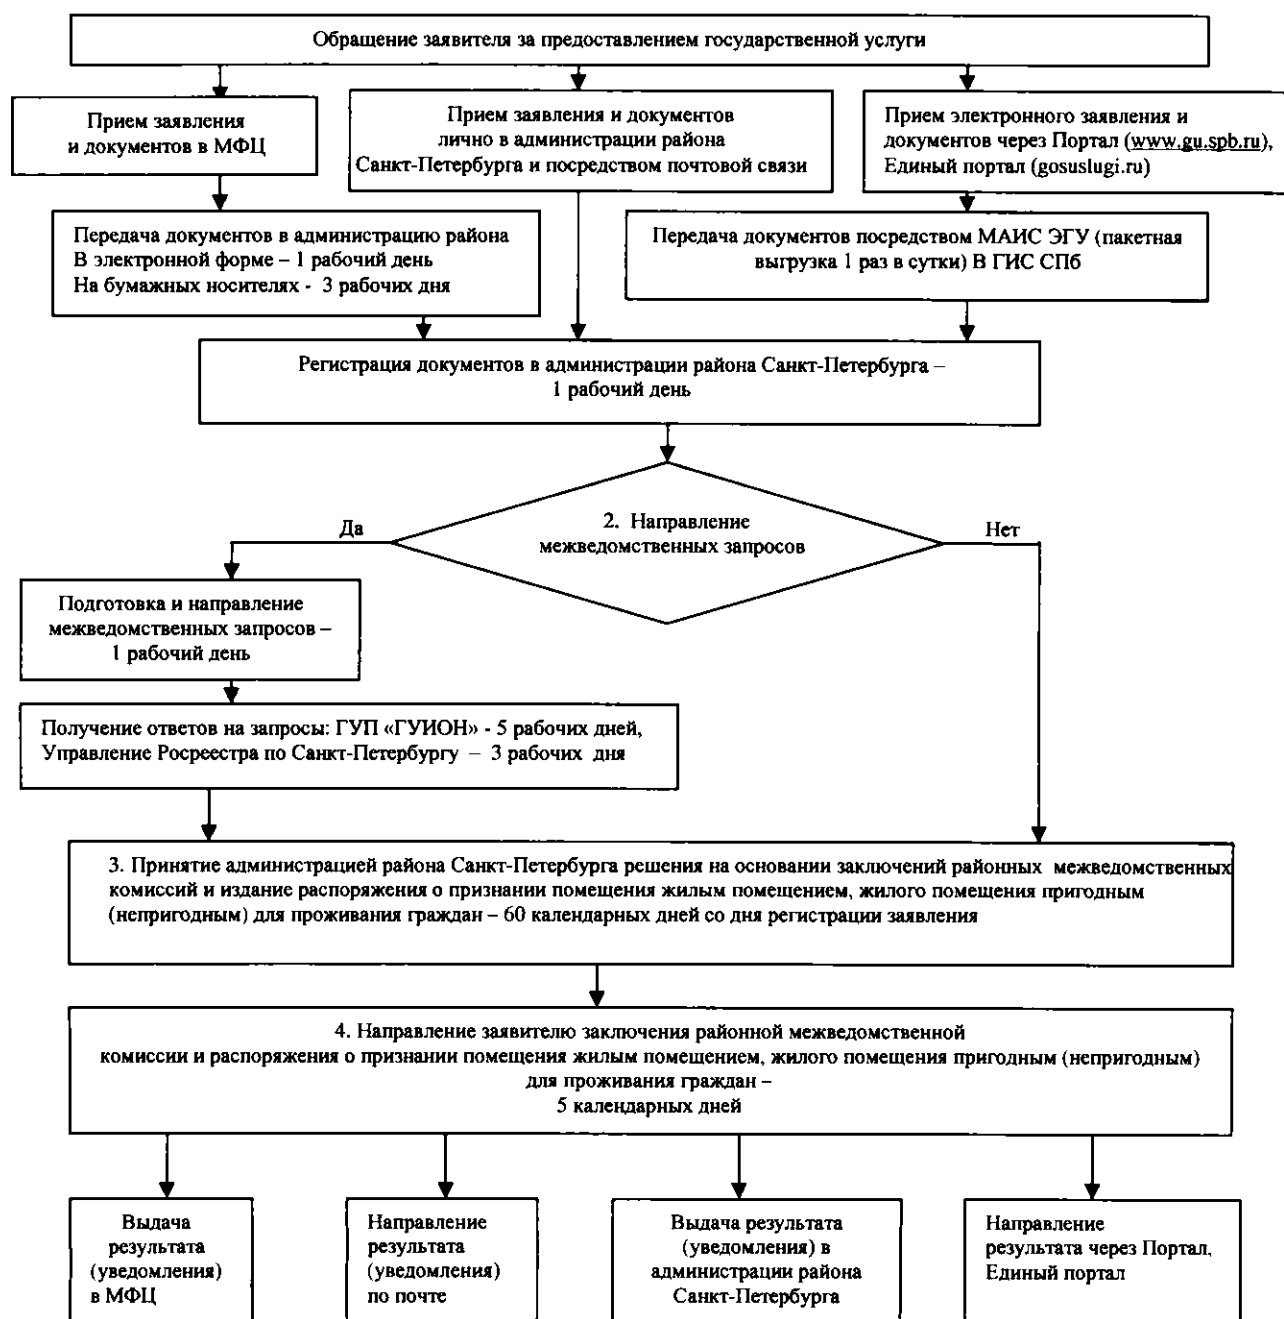 Обращение заявителя за предоставлением государственной услуги
Прием заявления
и документов в МФЦ
Прием заявления и документов
лично в администрации района
Санкт-Петербурга и посредством почтовой связи
Прием электронного заявления и
документов через Портал (www.gu.spb.ru),
Единый портал (gosuslugi.ru)
Передача документов в администрацию района
В электронной форме – 1 рабочий день
На бумажных носителях - 3 рабочих дня
Передача документов посредством МАИС ЭГУ (пакетная
выгрузка 1 раз в сутки) В ГИС СПб
Регистрация документов в администрации район Санкт-Петербурга –
1 рабочий день
2. Направление
межведомственных запросов
Да
Нет
Подготовка и направление
межведомственных запросов –
1 рабочий день
Получение ответов на запросы: ГУП «ГУИОН» - 5 рабочих дней,
Управление Росреестра по Санкт-Петербургу – 3 рабочих дня
3. Принятие администрацией района Санкт-Петербурга решения на основании заключений районных межведомственных
комиссий и издание распоряжения о признании помещения жилым помещением, жилого помещения пригодным
(непригодным) для проживания граждан – 60 календарных дней со дня регистрации заявления
4. Направление заявителю заключения районной межведомственной
комиссии и распоряжения о признании помещения жилым помещением, жилого помещения пригодным (непригодным)
для проживания граждан –
5 календарных дней
Выдача
результата
(уведомления)
в МФЦ
Направление
результата
(уведомления)
по почте
Выдача результата
(уведомления) в
администрации района
Санкт-Петербурга
Направление
результата через Портал,
Единый портал